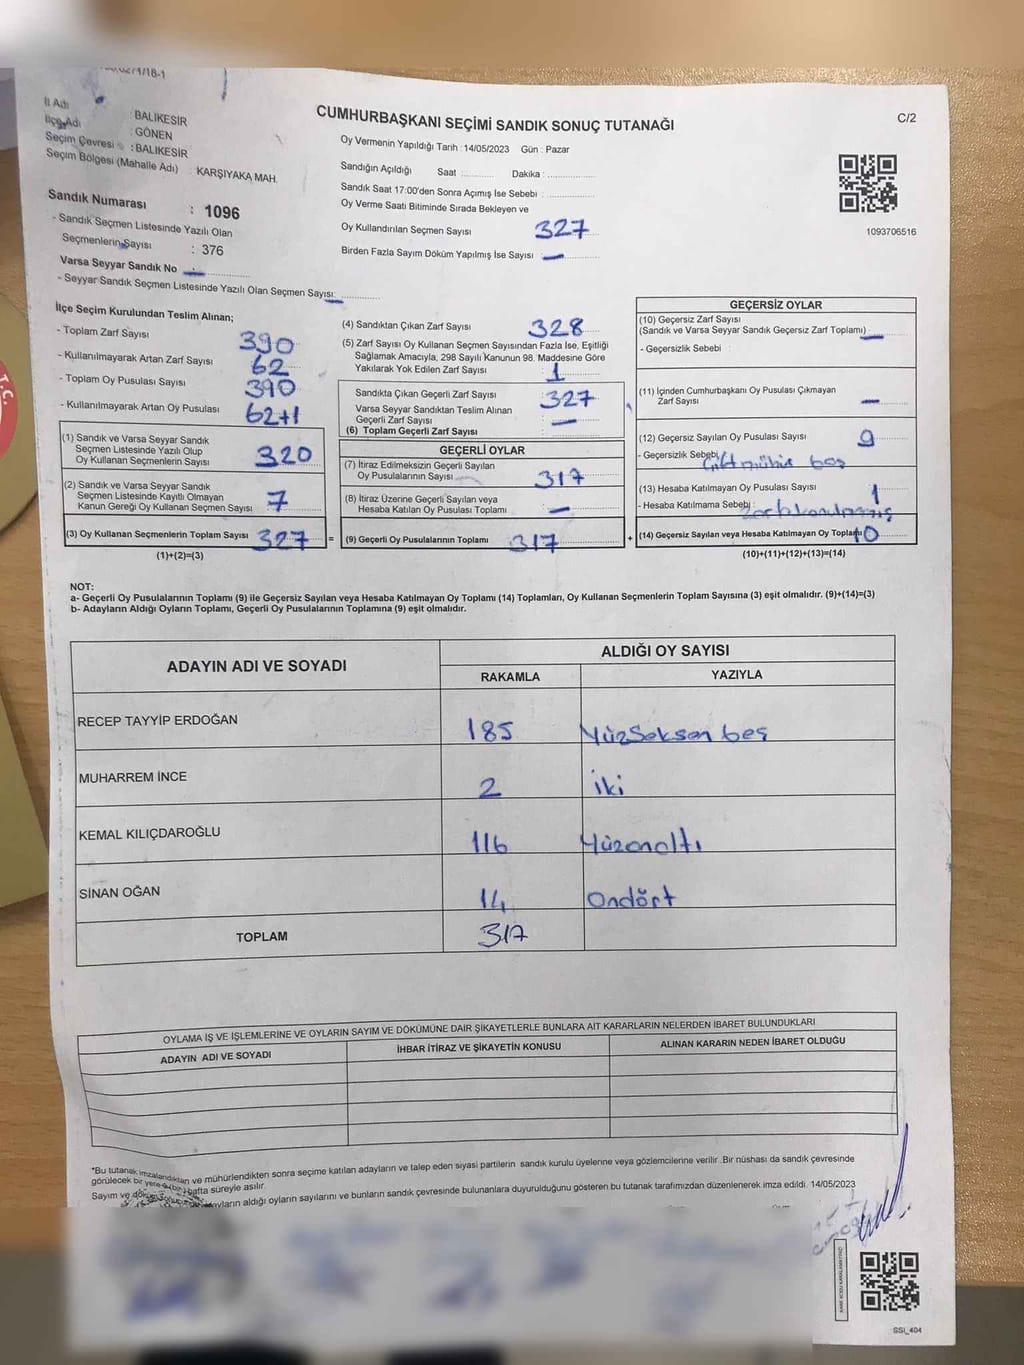 CUMHURBAŞKANI SEÇİMİ SANDIK SONUÇ TUTANAĞI
C/2
İl Adı : BALIKESİR
İlçe Adı : GÖNEN
Seçim Çevresi : BALIKESİR
Seçim Bölgesi (Mahalle Adı) : KARŞIYAKA MAH.
Sandık Numarası : 1096
- Sandık Seçmen Listesinde Yazılı Olan
Seçmenlerin Sayısı : 376
Varsa Seyyar Sandık No : -
- Seyyar Sandık Seçmen Listesinde Yazılı Olan Seçmen Sayısı: -
Oy Vermenin Yapıldığı Tarih : 14/05/2023 Gün : Pazar
Sandığın Açıldığı Saat ........... Dakika : ...............
Sandık Saat 17:00'den Sonra Açımış İse Sebebi : ...............
Oy Verme Saati Bitiminde Sırada Bekleyen ve
Oy Kullandırılan Seçmen Sayısı 327
Birden Fazla Sayım Döküm Yapılmış İse Sayısı : -
1093706516
İlçe Seçim Kurulundan Teslim Alınan;
- Toplam Zarf Sayısı 390
- Kullanılmayarak Artan Zarf Sayısı 62
- Toplam Oy Pusulası Sayısı 390
- Kullanılmayarak Artan Oy Pusulası 62+1
(1) Sandık ve Varsa Seyyar Sandık
Seçmen Listesinde Yazılı Olup
Oy Kullanan Seçmenlerin Sayısı 320
(2) Sandık ve Varsa Seyyar Sandık
Seçmen Listesinde Kayıtlı Olmayan
Kanun Gereği Oy Kullanan Seçmen Sayısı 7
(3) Oy Kullanan Seçmenlerin Toplam Sayısı 327 =
(1)+(2)=(3)
(4) Sandıktan Çıkan Zarf Sayısı 328
(5) Zarf Sayısı Oy Kullanan Seçmen Sayısından Fazla İse, Eşitliği
Sağlamak Amacıyla, 298 Sayılı Kanunun 98. Maddesine Göre
Yakılarak Yok Edilen Zarf Sayısı : 1
Sandıkta Çıkan Geçerli Zarf Sayısı : 327
Varsa Seyyar Sandıktan Teslim Alınan
Geçerli Zarf Sayısı : -
(6) Toplam Geçerli Zarf Sayısı
GEÇERLİ OYLAR
(7) İtiraz Edilmeksizin Geçerli Sayılan
Oy Pusulalarının Sayısı 317
(8) İtiraz Üzerine Geçerli Sayılan veya
Hesaba Katılan Oy Pusulası Toplamı : -
(9) Geçerli Oy Pusulalarının Toplamı 317 +
GEÇERSİZ OYLAR
(10) Geçersiz Zarf Sayısı
(Sandık ve Varsa Seyyar Sandık Geçersiz Zarf Toplamı) -
- Geçersizlik Sebebi :
(11) İçinden Cumhurbaşkanı Oy Pusulası Çıkmayan
Zarf Sayısı -
(12) Geçersiz Sayılan Oy Pusulası Sayısı 9
- Geçersizlik Sebebi Çift mühür boş
(13) Hesaba Katılmayan Oy Pusulası Sayısı 1
- Hesaba Katılmama Sebebi :
(14) Geçersiz Sayılan veya Hesaba Katılmayan Oy Toplamı 10
(10)+(11)+(12)+(13)=(14)
NOT:
a- Geçerli Oy Pusulalarının Toplamı (9) ile Geçersiz Sayılan veya Hesaba Katılmayan Oy Toplamı (14) Toplamları, Oy Kullanan Seçmenlerin Toplam Sayısına (3) eşit olmalıdır. (9)+(14)=(3)
b- Adayların Aldığı Oyların Toplamı, Geçerli Oy Pusulalarının Toplamına (9) eşit olmalıdır.
ADAYIN ADI VE SOYADI ALDIĞI OY SAYISI
RAKAMLA YAZIYLA
RECEP TAYYİP ERDOĞAN 185 Yüzseksen beş
MUHARREM İNCE 2 iki
KEMAL KILIÇDAROĞLU 116 Yüzonaltı
SİNAN OĞAN 14 Ondört
TOPLAM 317
OYLAMA İŞ VE İŞLEMLERİNE VE OYLARIN SAYIM VE DÖKÜMÜNE DAİR ŞİKAYETLERLE BUNLARA AİT KARARLARIN NELERDEN İBARET BULUNDUKLARI
ADAYIN ADI VE SOYADI İHBAR İTİRAZ VE ŞİKAYETİN KONUSU ALINAN KARARIN NEDEN İBARET OLDUĞU
*Bu tutanak imzalandıktan ve mühürlendikten sonra seçime katılan adayların ve talep eden siyasi partilerin sandık kurulu üyelerine veya gözlemcilerine verilir .Bir nüshası da sandık çevresinde
görülecek bir yere (bir) hafta süreyle asılır.
Sayım ve adayların aldığı oyların sayılarını ve bunların sandık çevresinde bulunanlara duyurulduğunu gösteren bu tutanak tarafımızdan düzenlenerek imza edildi. 14/05/2023
SSİ_404
T.C.